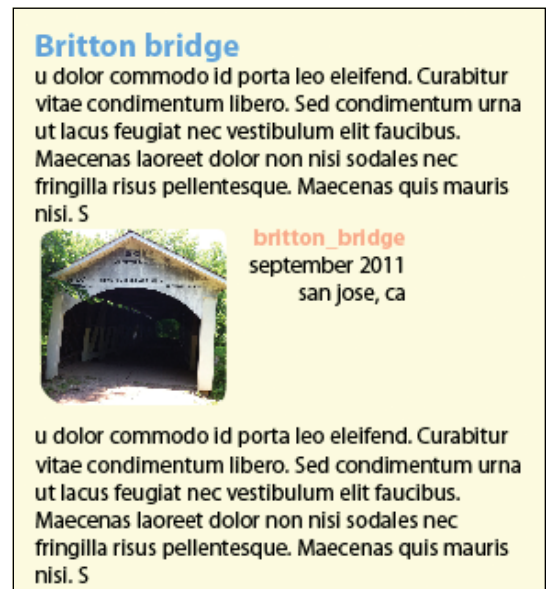 Britton bridge
u dolor commodo id porta leo eleifend. Curabitur
vitae condimentum libero. Sed condimentum urna
ut lacus feugiat nec vestibulum elit faucibus.
Maecenas laoreet dolor non nisi sodales nec
fringilla risus pellentesque. Maecenas quis mauris
nisi. S
britton_bridge
september 2011
san jose, ca
u dolor commodo id porta leo eleifend. Curabitur
vitae condimentum libero. Sed condimentum urna
ut lacus feugiat nec vestibulum elit faucibus.
Maecenas laoreet dolor non nisi sodales nec
fringilla risus pellentesque. Maecenas quis mauris
nisi. S